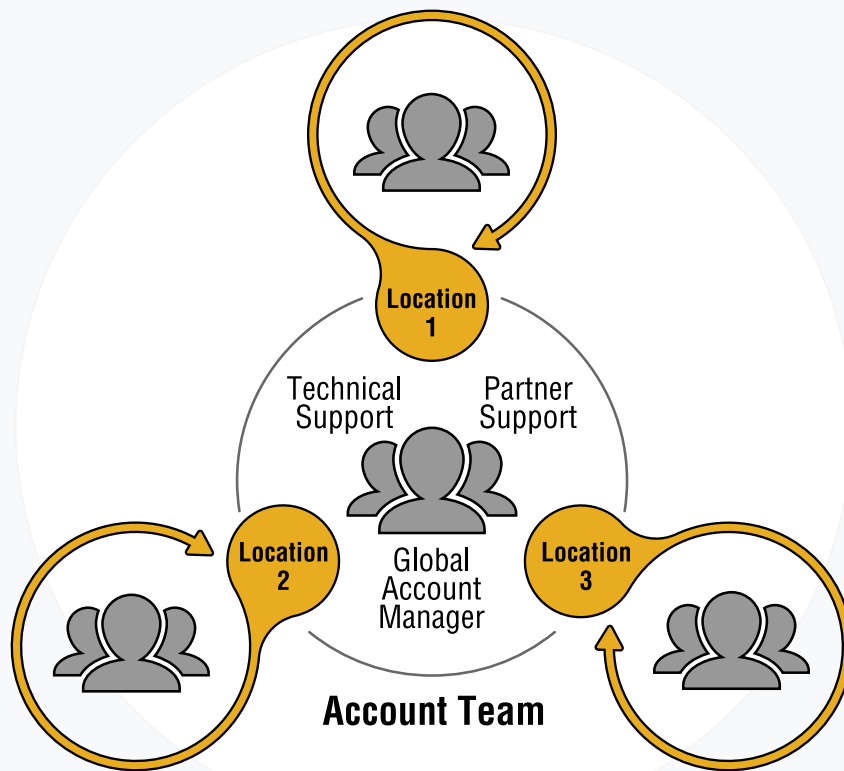 Location
1
Technical
Support
Partner
Support
Location
2
Global
Account
Manager
Location
3
Account Team